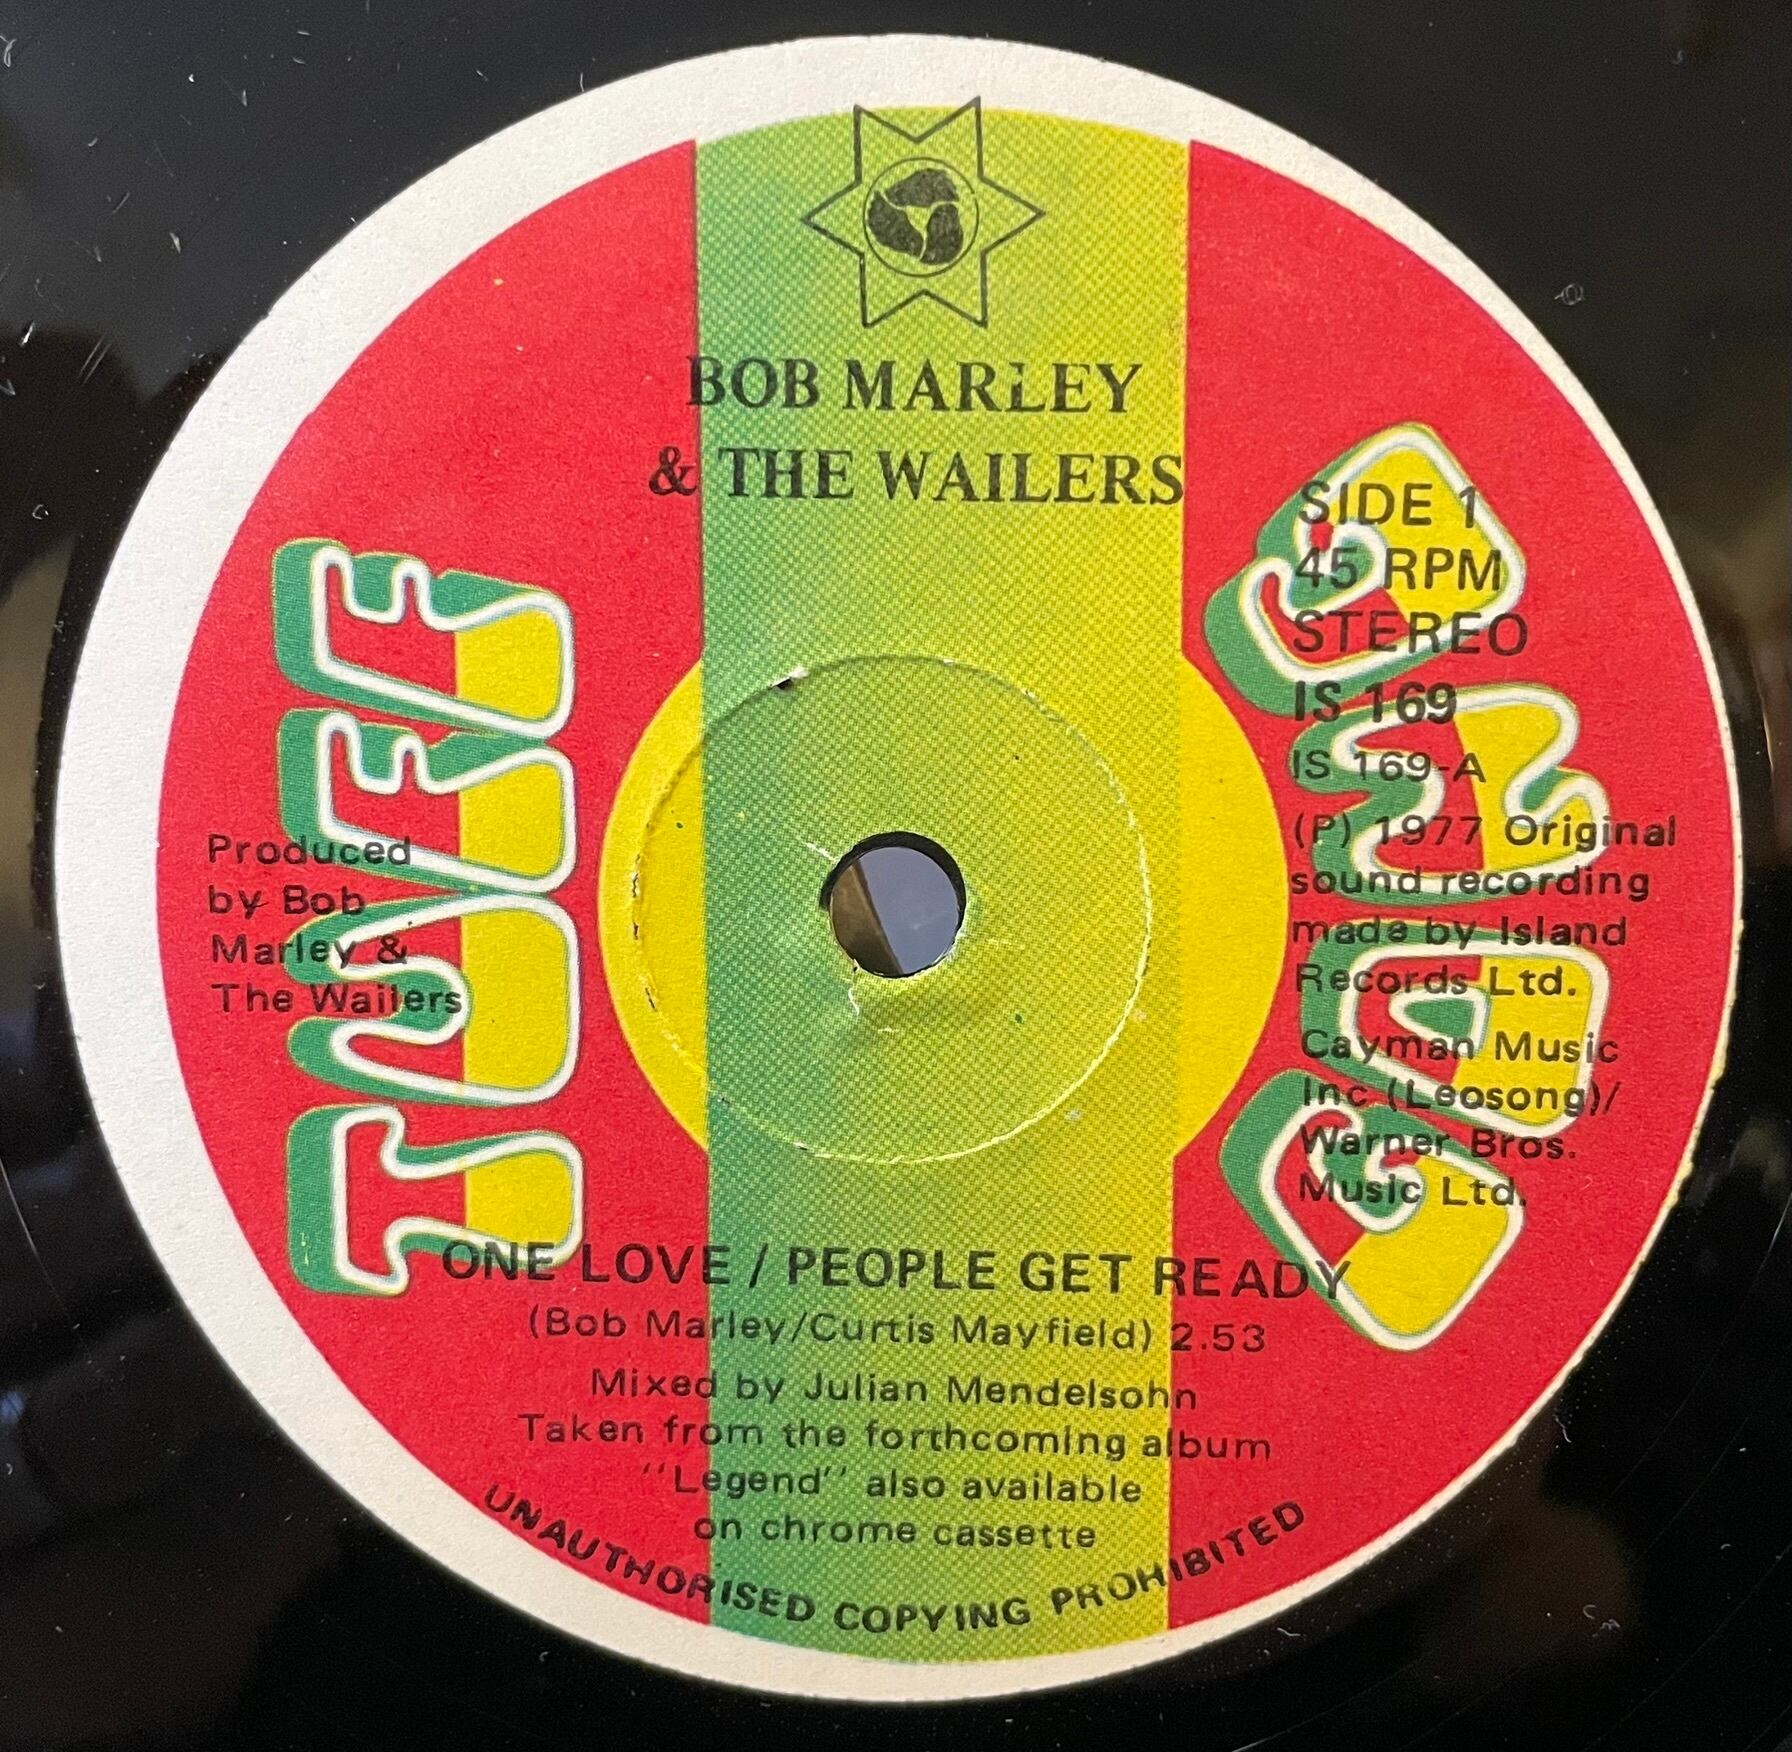 BOB MARLEY
& THE WAILERS
TUFF
GONG
SIDE 1
45 RPM
STEREO
IS 169
IS 169-A
(P) 1977 Original
sound recording
made by Island
Records Ltd.
Cayman Music
Inc (Leosong)/
Warner Bros.
Music Ltd.
Produced
by Bob
Marley &
The Wailers
ONE LOVE / PEOPLE GET READY
(Bob Marley/Curtis Mayfield) 2.53
Mixed by Julian Mendelsohn
Taken from the forthcoming album
"Legend" also available
on chrome cassette
UNAUTHORISED COPYING PROHIBITED